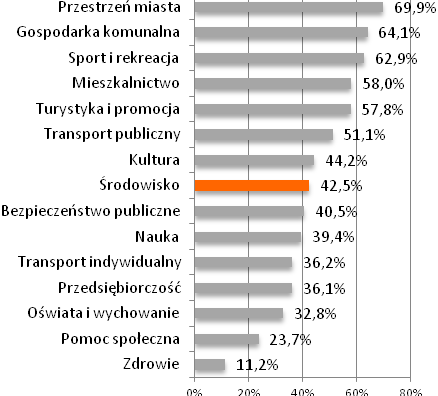 Przestrzeń miasta 69,9%
Gospodarka komunalna 64,1%
Sport i rekreacja 62,9%
Mieszkalnictwo 58,0%
Turystyka i promocja 57,8%
Transport publiczny 51,1%
Kultura 44,2%
Środowisko 42,5%
Bezpieczeństwo publiczne 40,5%
Nauka 39,4%
Transport indywidualny 36,2%
Przedsiębiorczość 36,1%
Oświata i wychowanie 32,8%
Pomoc społeczna 23,7%
Zdrowie 11,2%
0% 20% 40% 60% 80%